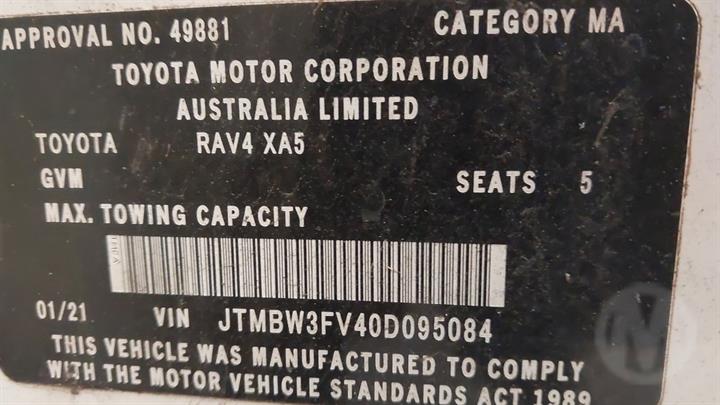 APPROVAL NO. 49881 CATEGORY MA
TOYOTA MOTOR CORPORATION
AUSTRALIA LIMITED
TOYOTA RAV4 XA5
GVM SEATS 5
MAX. TOWING CAPACITY
01/21 VIN JTMBW3FV40D095084
THIS VEHICLE WAS MANUFACTURED TO COMPLY
WITH THE MOTOR VEHICLE STANDARDS ACT 1989
M